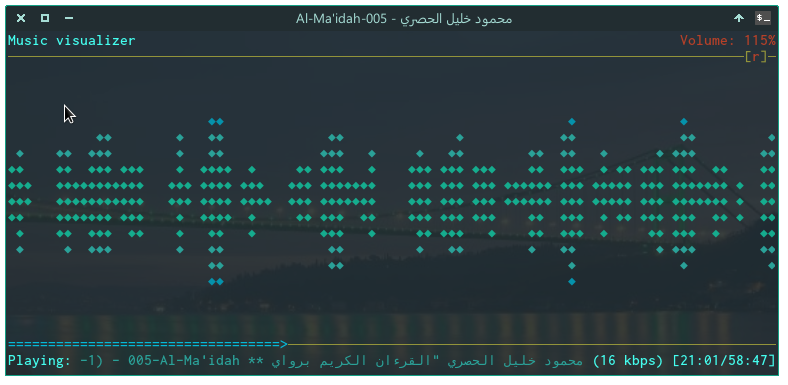 Al-Ma'idah-005 - محمود خليل الحصري
Music visualizer Volume: 115%
[r]
Playing: -1) - 005-Al-Ma'idah ** محمود خليل الحصري "القرءان الكريم برواي (16 kbps) [21:01/58:47]